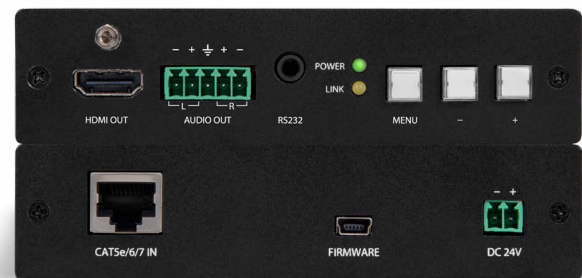 − + ⏚ + −
POWER
LINK
L R
HDMI OUT AUDIO OUT RS232 MENU − +
− +
CAT5e/6/7 IN FIRMWARE DC 24V